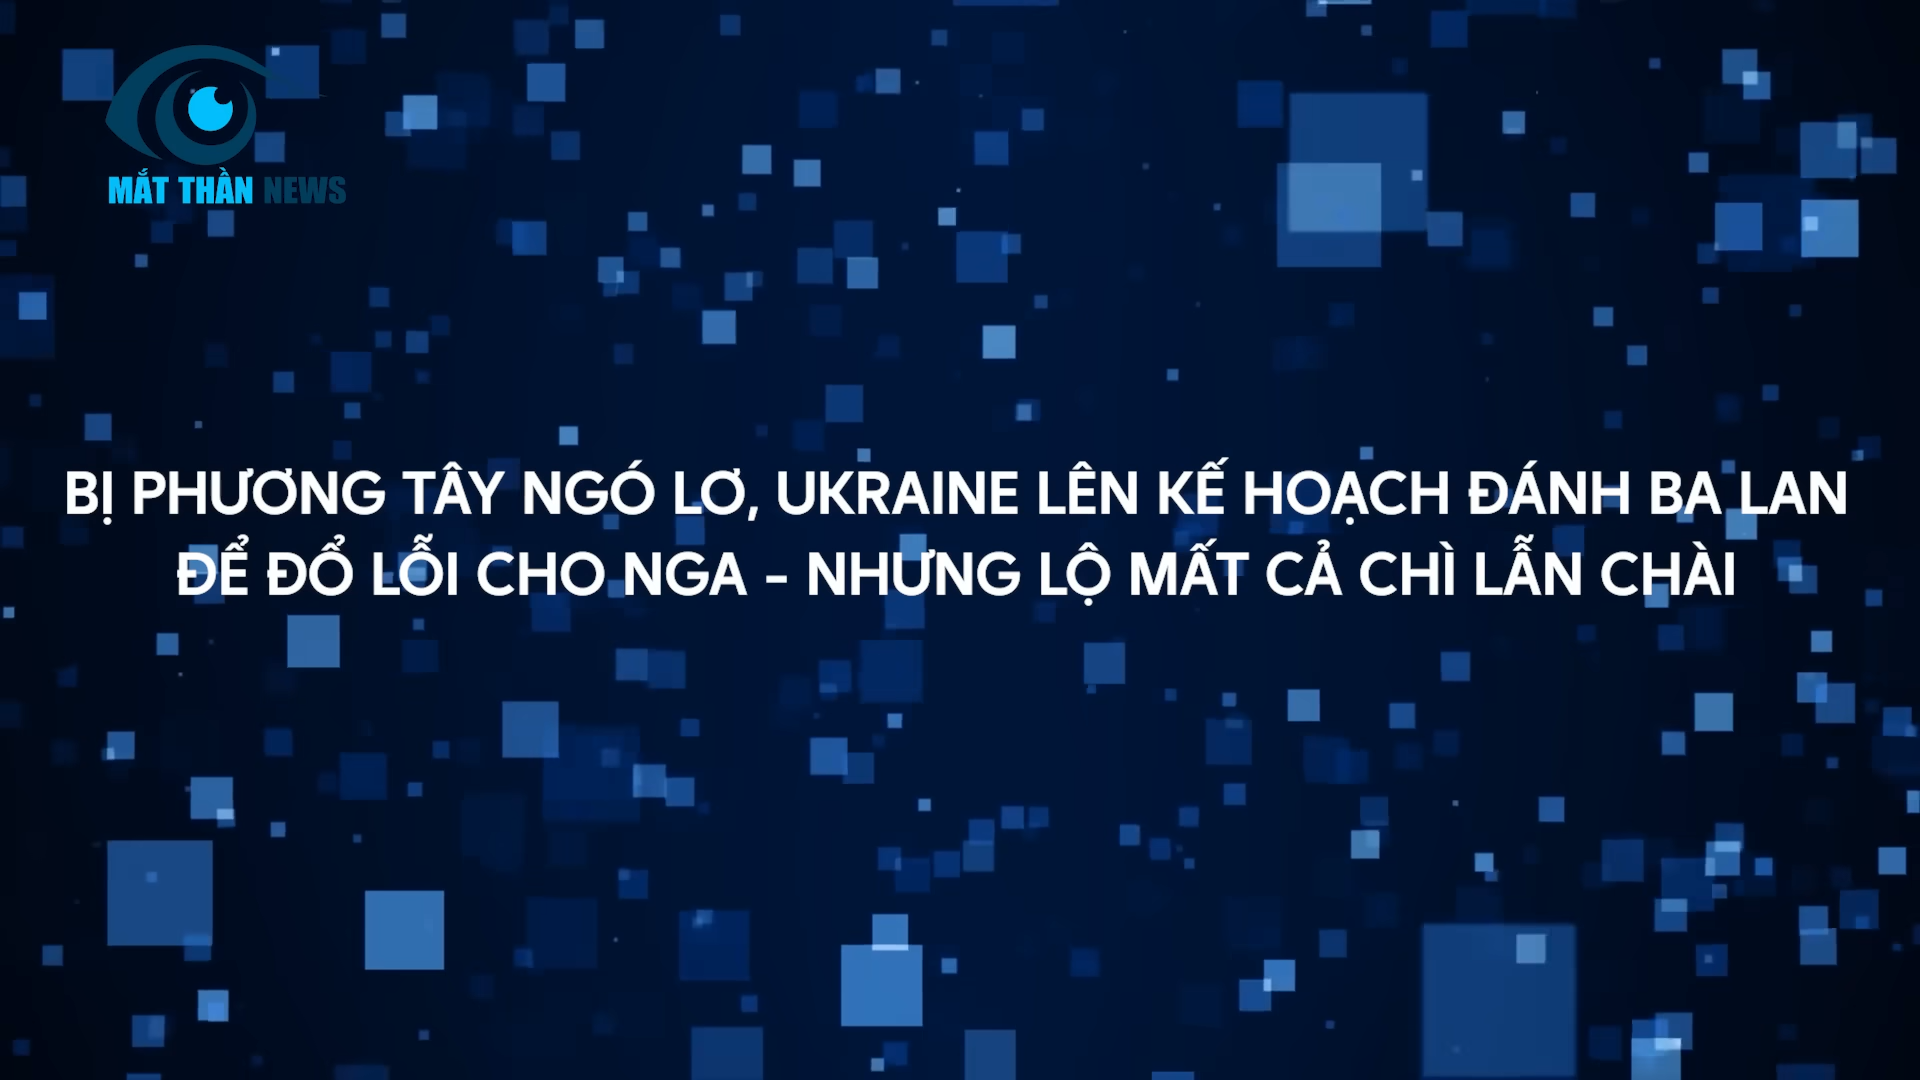 MẮT THẦN NEWS
BỊ PHƯƠNG TÂY NGÓ LƠ, UKRAINE LÊN KẾ HOẠCH ĐÁNH BA LAN
ĐỂ ĐỔ LỖI CHO NGA - NHƯNG LỘ MẤT CẢ CHÌ LẪN CHÀI